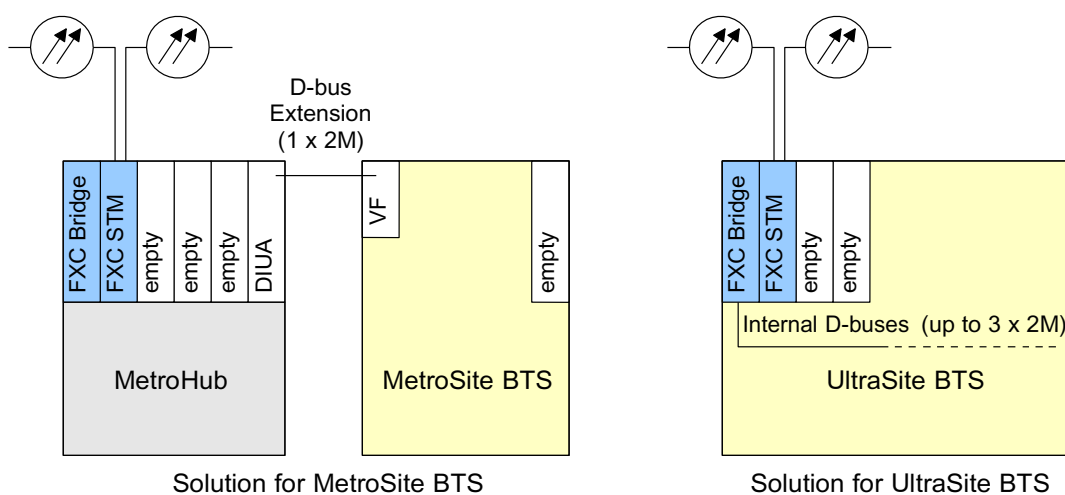 D-bus
Extension
(1 x 2M)
FXC Bridge
FXC STM
empty
empty
empty
DIUA
VF
empty
FXC Bridge
FXC STM
empty
empty
Internal D-buses (up to 3 x 2M)
MetroHub
MetroSite BTS
UltraSite BTS
Solution for MetroSite BTS
Solution for UltraSite BTS